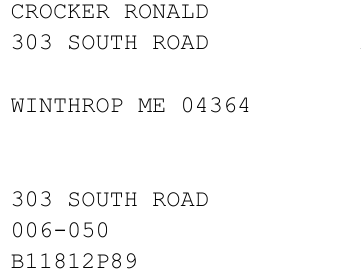 CROCKER RONALD
303 SOUTH ROAD
WINTHROP ME 04364
303 SOUTH ROAD
006-050
B11812P89